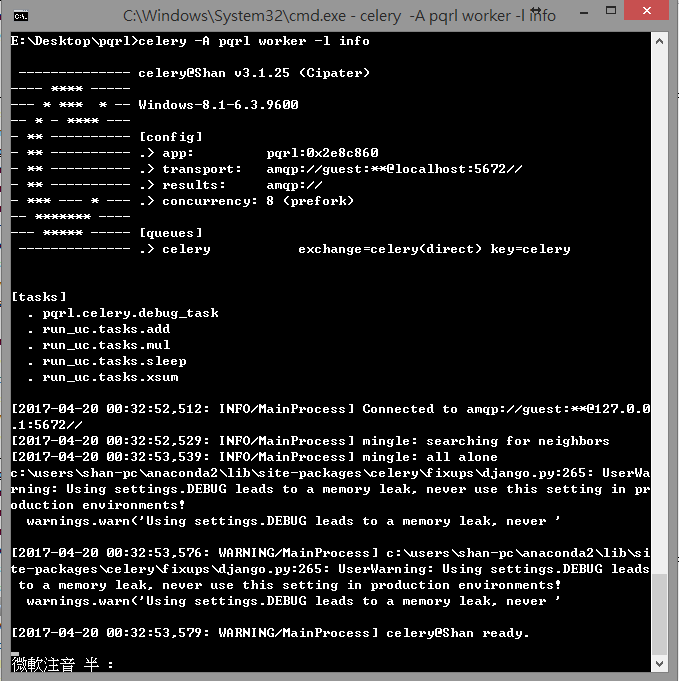 C:\Windows\System32\cmd.exe - celery  -A pqrl worker -l info
E:\Desktop\pqrl>celery -A pqrl worker -l info
 -------------- celery@Shan v3.1.25 (Cipater)
---- **** -----
--- * ***  * -- Windows-8.1-6.3.9600
-- * - **** ---
- ** ---------- [config]
- ** ---------- .> app:         pqrl:0x2e8c860
- ** ---------- .> transport:   amqp://guest:**@localhost:5672//
- ** ---------- .> results:     amqp://
- *** --- * --- .> concurrency: 8 (prefork)
-- ******* ----
--- ***** ----- [queues]
 -------------- .> celery           exchange=celery(direct) key=celery
[tasks]
  . pqrl.celery.debug_task
  . run_uc.tasks.add
  . run_uc.tasks.mul
  . run_uc.tasks.sleep
  . run_uc.tasks.xsum
[2017-04-20 00:32:52,512: INFO/MainProcess] Connected to amqp://guest:**@127.0.0
.1:5672//
[2017-04-20 00:32:52,529: INFO/MainProcess] mingle: searching for neighbors
[2017-04-20 00:32:53,539: INFO/MainProcess] mingle: all alone
c:\users\shan-pc\anaconda2\lib\site-packages\celery\fixups\django.py:265: UserWa
rning: Using settings.DEBUG leads to a memory leak, never use this setting in pr
oduction environments!
  warnings.warn('Using settings.DEBUG leads to a memory leak, never '
[2017-04-20 00:32:53,576: WARNING/MainProcess] c:\users\shan-pc\anaconda2\lib\si
te-packages\celery\fixups\django.py:265: UserWarning: Using settings.DEBUG leads
 to a memory leak, never use this setting in production environments!
  warnings.warn('Using settings.DEBUG leads to a memory leak, never '
[2017-04-20 00:32:53,579: WARNING/MainProcess] celery@Shan ready.
微軟注音 半 :